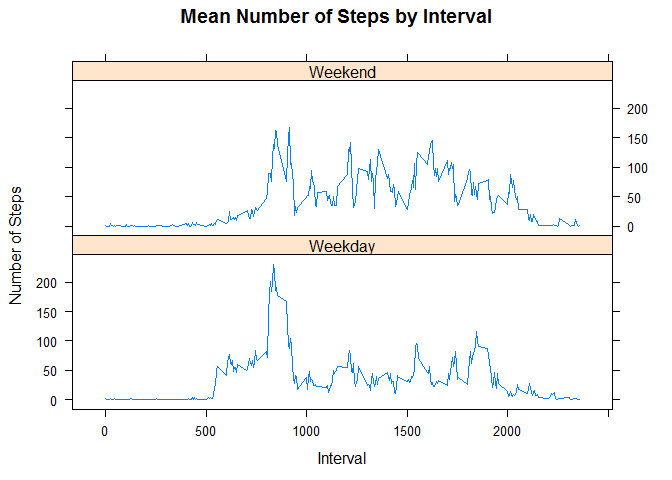 Mean Number of Steps by Interval
Weekend
200
150
100
50
0
Number of Steps
Weekday
200
150
100
50
0
0 500 1000 1500 2000
Interval